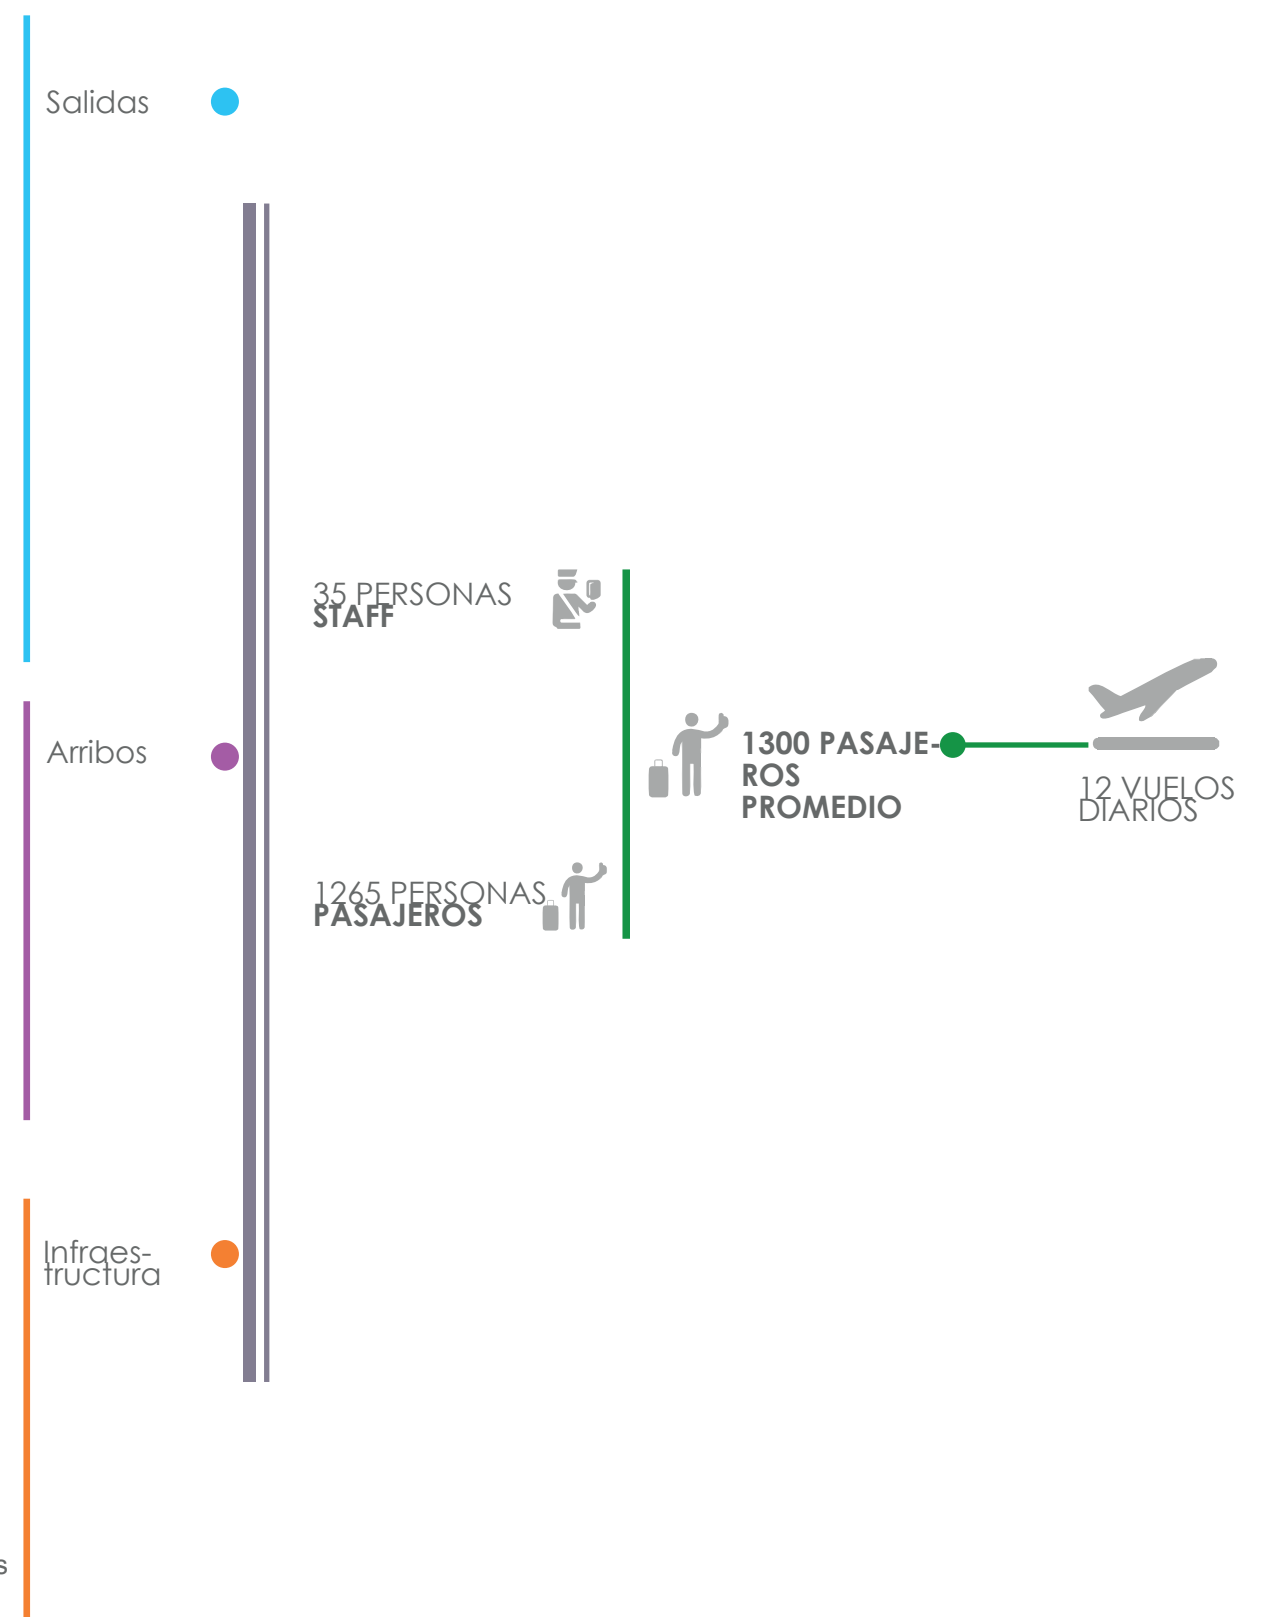 Salidas
35 PERSONAS
STAFF
Arribos
1300 PASAJE-
ROS
PROMEDIO
12 VUELOS
DIARIOS
1265 PERSONAS
PASAJEROS
Infraes-
tructura
s